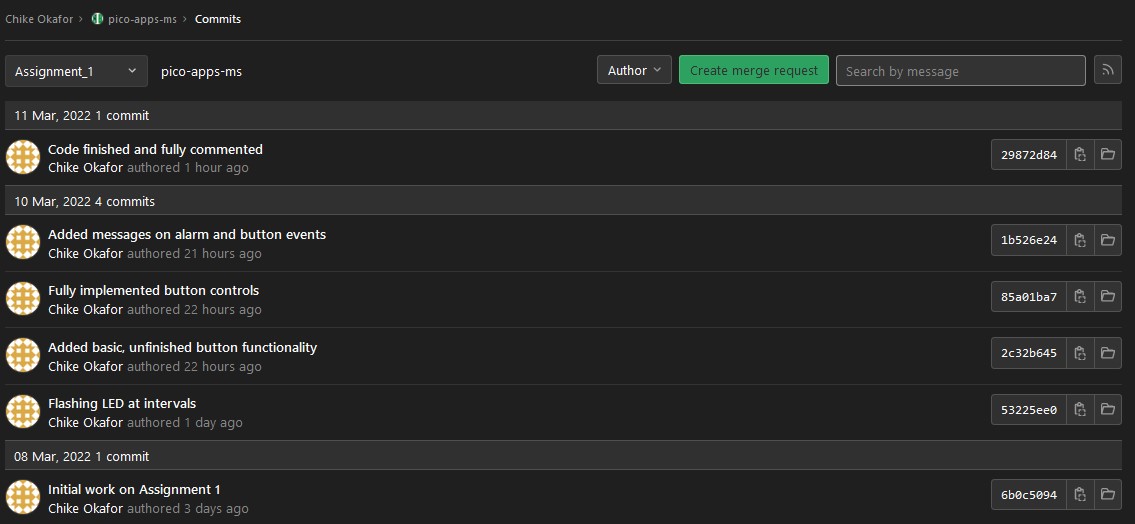 Chike Okafor > pico-apps-ms > Commits
Assignment_1 pico-apps-ms Author Create merge request Search by message
11 Mar, 2022 1 commit
Code finished and fully commented
Chike Okafor authored 1 hour ago
29872d84
10 Mar, 2022 4 commits
Added messages on alarm and button events
Chike Okafor authored 21 hours ago
1b526e24
Fully implemented button controls
Chike Okafor authored 22 hours ago
85a01ba7
Added basic, unfinished button functionality
Chike Okafor authored 22 hours ago
2c32b645
Flashing LED at intervals
Chike Okafor authored 1 day ago
53225ee0
08 Mar, 2022 1 commit
Initial work on Assignment 1
Chike Okafor authored 3 days ago
6b0c5094